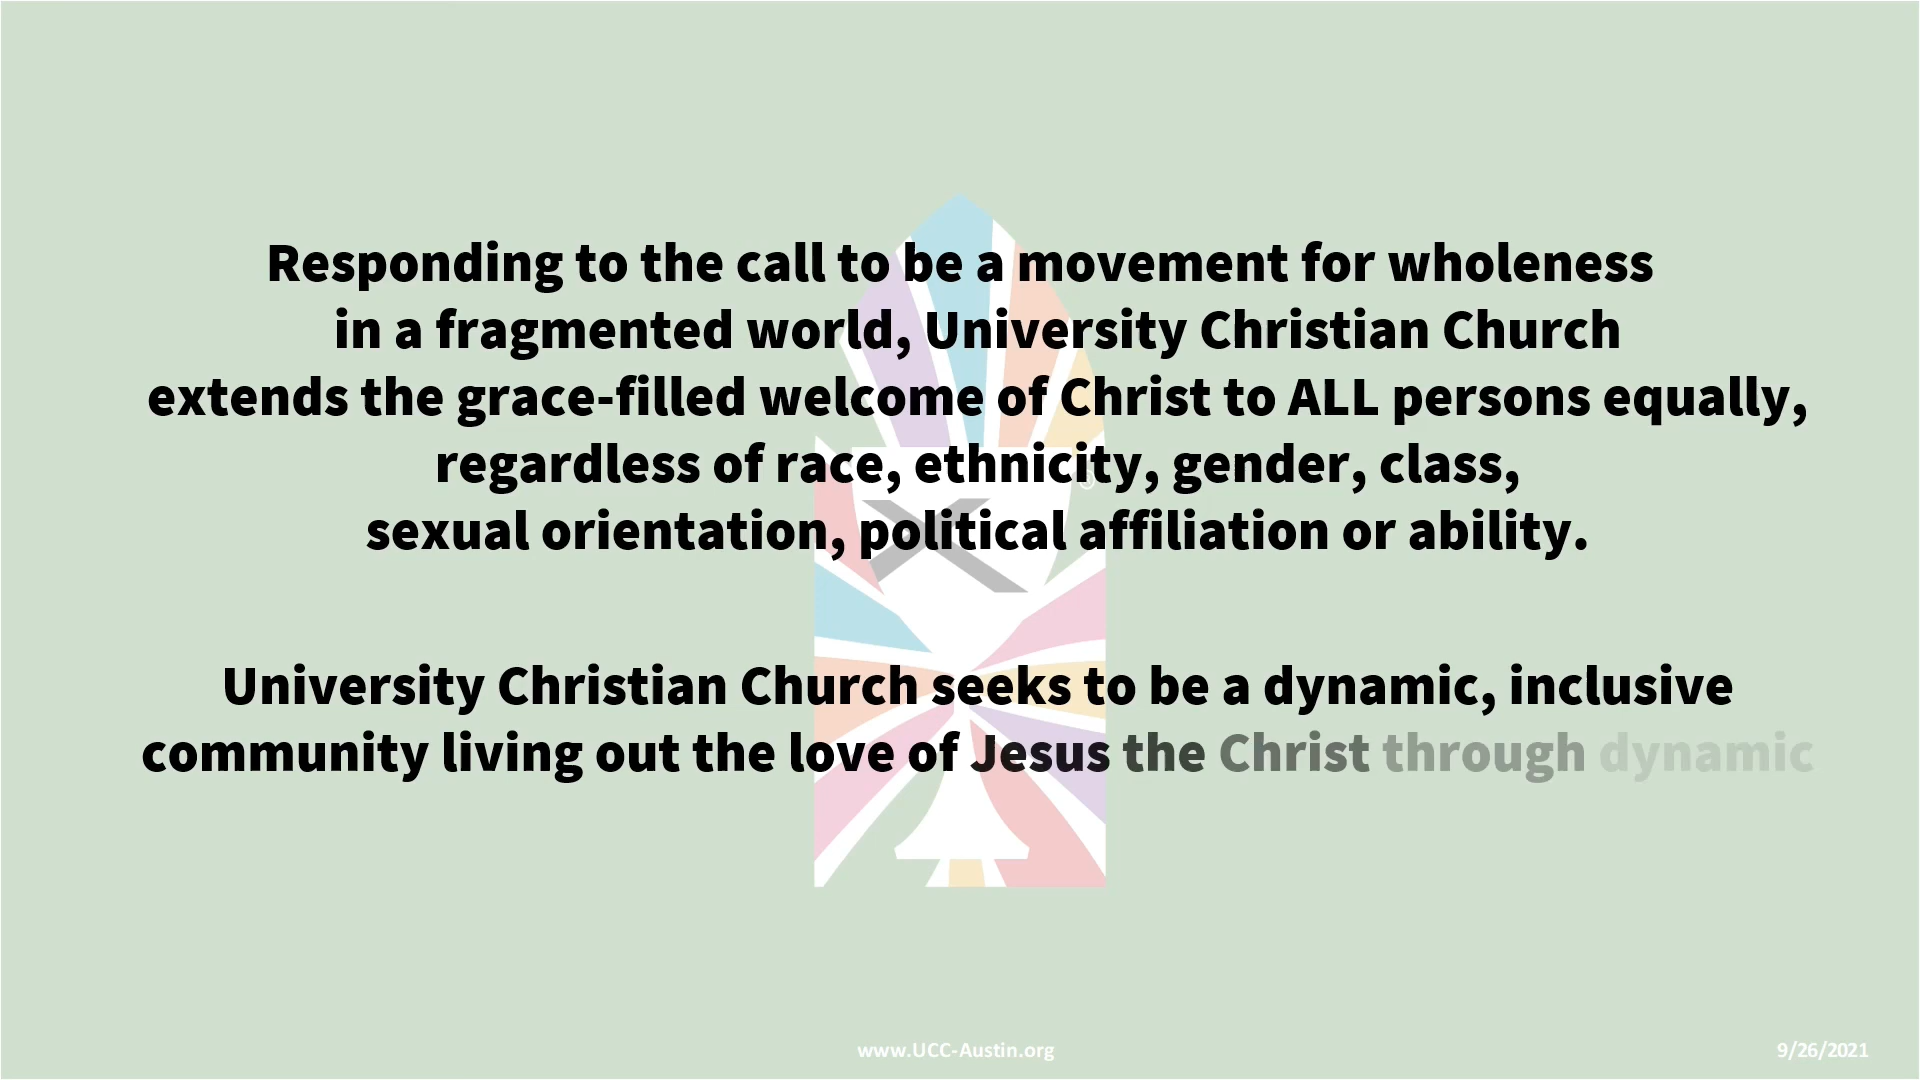 Responding to the call to be a movement for wholeness
in a fragmented world, University Christian Church
extends the grace-filled welcome of Christ to ALL persons equally,
regardless of race, ethnicity, gender, class,
sexual orientation, political affiliation or ability.
University Christian Church seeks to be a dynamic, inclusive
community living out the love of Jesus the Christ through dynamic
www.UCC-Austin.org
9/26/2021